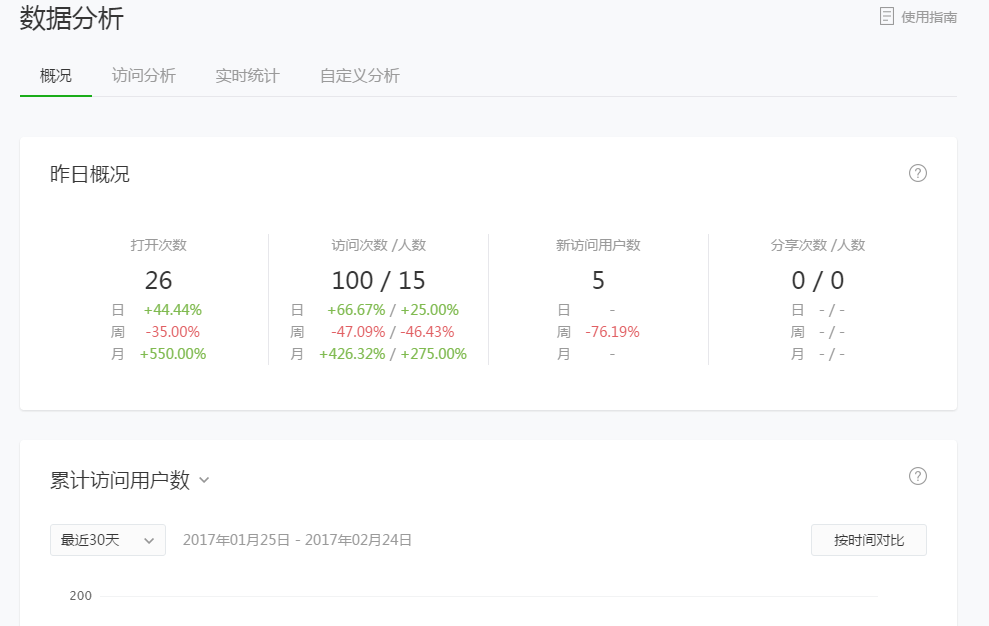 数据分析 使用指南
概况 访问分析 实时统计 自定义分析
昨日概况
打开次数 访问次数 /人数 新访问用户数 分享次数 /人数
26 100 / 15 5 0 / 0
日 +44.44% 日 +66.67% / +25.00% 日 - 日 - / -
周 -35.00% 周 -47.09% / -46.43% 周 -76.19% 周 - / -
月 +550.00% 月 +426.32% / +275.00% 月 - 月 - / -
累计访问用户数
最近30天 2017年01月25日 - 2017年02月24日 按时间对比
200